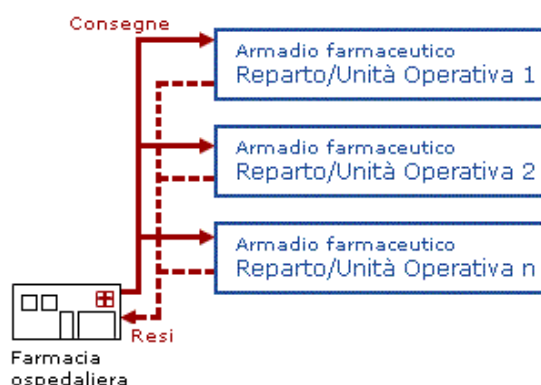 Consegne
Armadio farmaceutico
Reparto/Unità Operativa 1
Armadio farmaceutico
Reparto/Unità Operativa 2
Armadio farmaceutico
Reparto/Unità Operativa n
Resi
Farmacia
ospedaliera